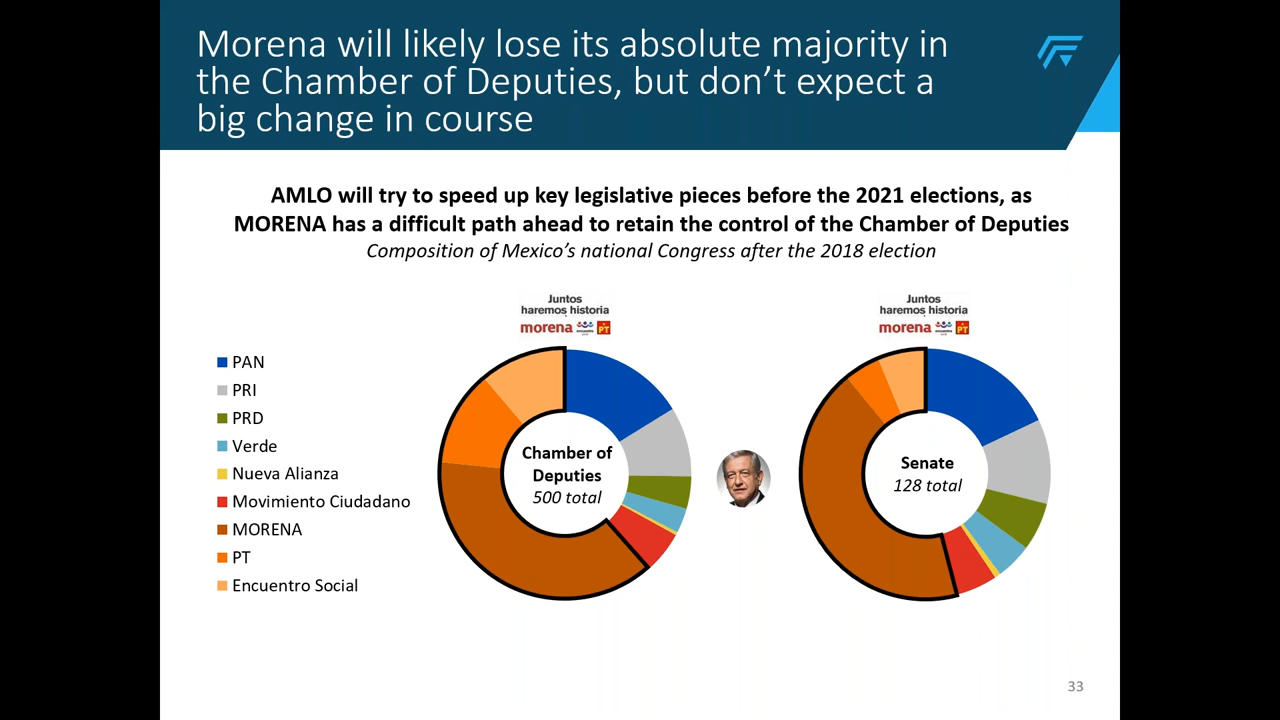 Morena will likely lose its absolute majority in
the Chamber of Deputies, but don’t expect a
big change in course
AMLO will try to speed up key legislative pieces before the 2021 elections, as
MORENA has a difficult path ahead to retain the control of the Chamber of Deputies
Composition of Mexico’s national Congress after the 2018 election
Juntos
haremos historia
morena
PT
Juntos
haremos historia
morena
PT
PAN
PRI
PRD
Verde
Nueva Alianza
Movimiento Ciudadano
MORENA
PT
Encuentro Social
Chamber of
Deputies
500 total
Senate
128 total
33